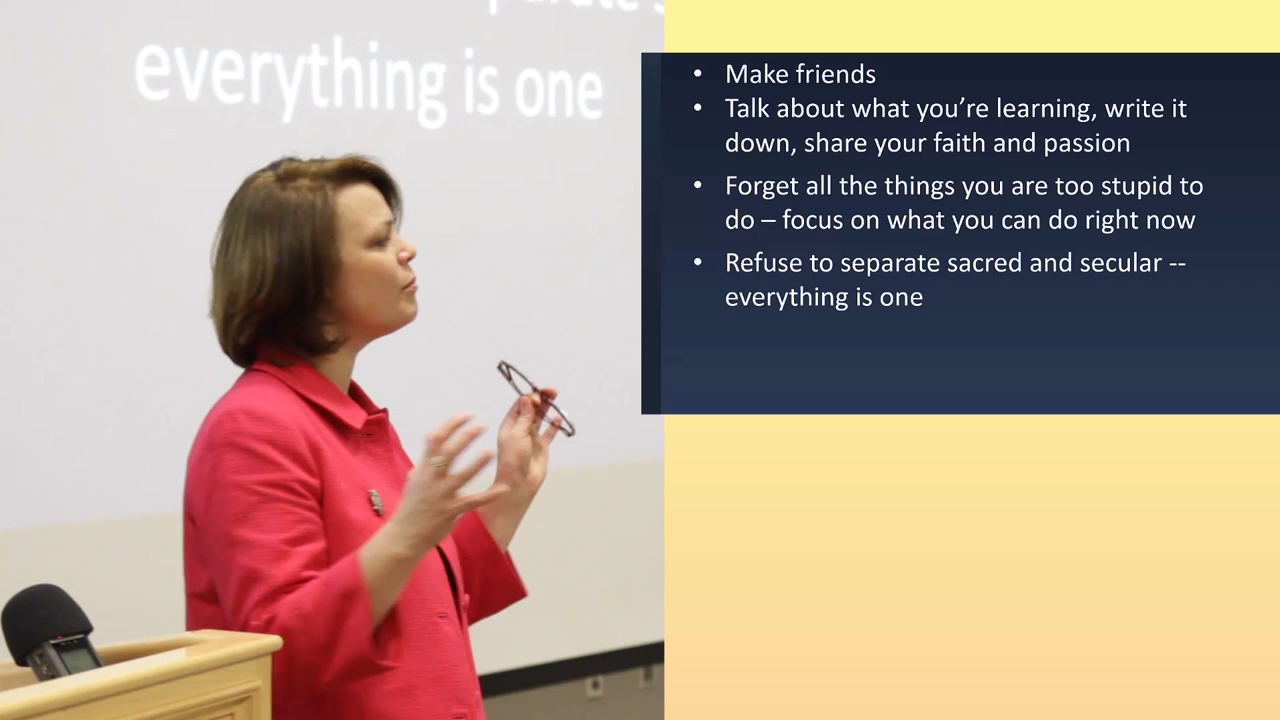 everything is one
• Make friends
• Talk about what you’re learning, write it
down, share your faith and passion
• Forget all the things you are too stupid to
do – focus on what you can do right now
• Refuse to separate sacred and secular --
everything is one